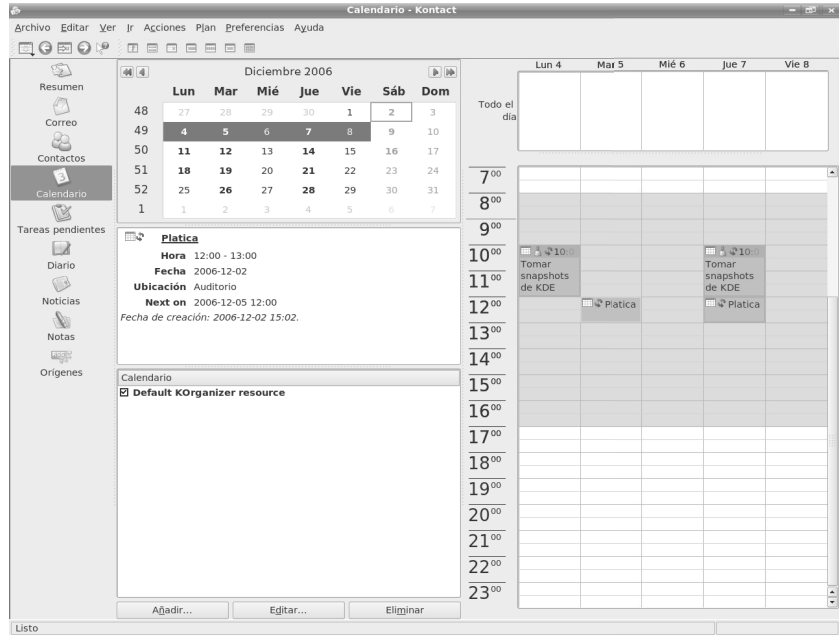 Calendario - Kontact
Archivo Editar Ver Ir Acciones Plan Preferencias Ayuda
Resumen
Correo
Contactos
Calendario
Tareas pendientes
Diario
Noticias
Notas
Orígenes
Diciembre 2006
Lun Mar Mié Jue Vie Sáb Dom
48 27 28 29 30 1 2 3
49 4 5 6 7 8 9 10
50 11 12 13 14 15 16 17
51 18 19 20 21 22 23 24
52 25 26 27 28 29 30 31
1 1 2 3 4 5 6 7
Platica
Hora 12:00 - 13:00
Fecha 2006-12-02
Ubicación Auditorio
Next on 2006-12-05 12:00
Fecha de creación: 2006-12-02 15:02.
Calendario
Default KOrganizer resource
Añadir... Editar... Eliminar
Lun 4 Mar 5 Mié 6 Jue 7 Vie 8
Todo el
día
7 00
8 00
9 00
10 00
11 00
12 00
13 00
14 00
15 00
16 00
17 00
18 00
19 00
20 00
21 00
22 00
23 00
Tomar
snapshots
de KDE
Platica
Tomar
snapshots
de KDE
Platica
Listo